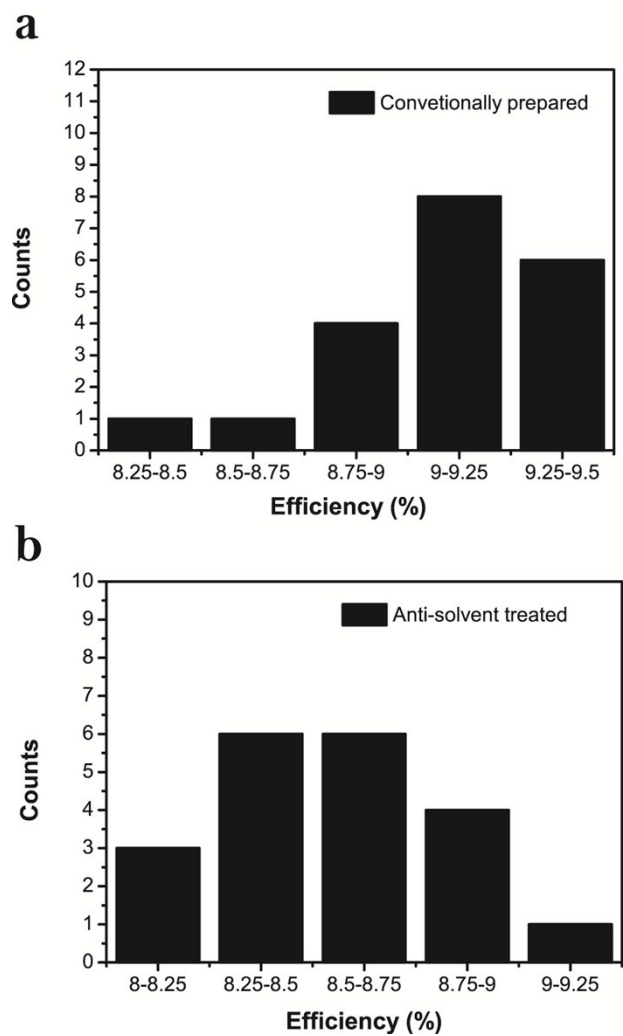 a
12
11
10
9
8
7
6
5
4
3
2
1
0
Counts
Convetionally prepared
8.25-8.5 8.5-8.75 8.75-9 9-9.25 9.25-9.5
Efficiency (%)
b
10
9
8
7
6
5
4
3
2
1
0
Counts
Anti-solvent treated
8-8.25 8.25-8.5 8.5-8.75 8.75-9 9-9.25
Efficiency (%)